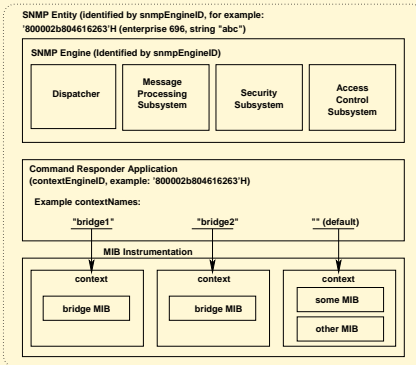 SNMP Entity (identified by snmpEngineID, for example:
'800002b804616263'H (enterprise 696, string "abc")
SNMP Engine (Identified by snmpEngineID)
Dispatcher
Message
Processing
Subsystem
Security
Subsystem
Access
Control
Subsystem
Command Responder Application
(contextEngineID, example: '800002b804616263'H)
Example contextNames:
"bridge1"
"bridge2"
"" (default)
MIB Instrumentation
context
context
context
bridge MIB
bridge MIB
some MIB
other MIB